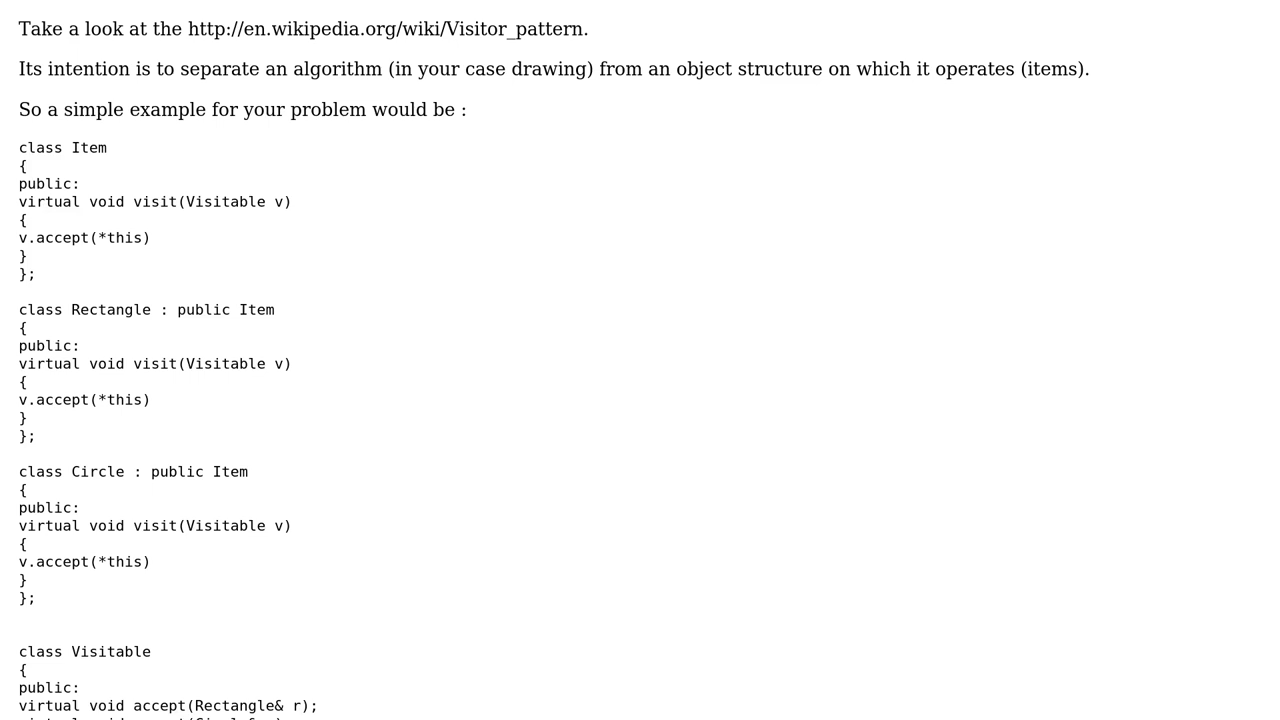 Take a look at the http://en.wikipedia.org/wiki/Visitor_pattern.
Its intention is to separate an algorithm (in your case drawing) from an object structure on which it operates (items).
So a simple example for your problem would be :
class Item
{
public:
virtual void visit(Visitable v)
{
v.accept(*this)
}
};
class Rectangle : public Item
{
public:
virtual void visit(Visitable v)
{
v.accept(*this)
}
};
class Circle : public Item
{
public:
virtual void visit(Visitable v)
{
v.accept(*this)
}
};
class Visitable
{
public:
virtual void accept(Rectangle& r);